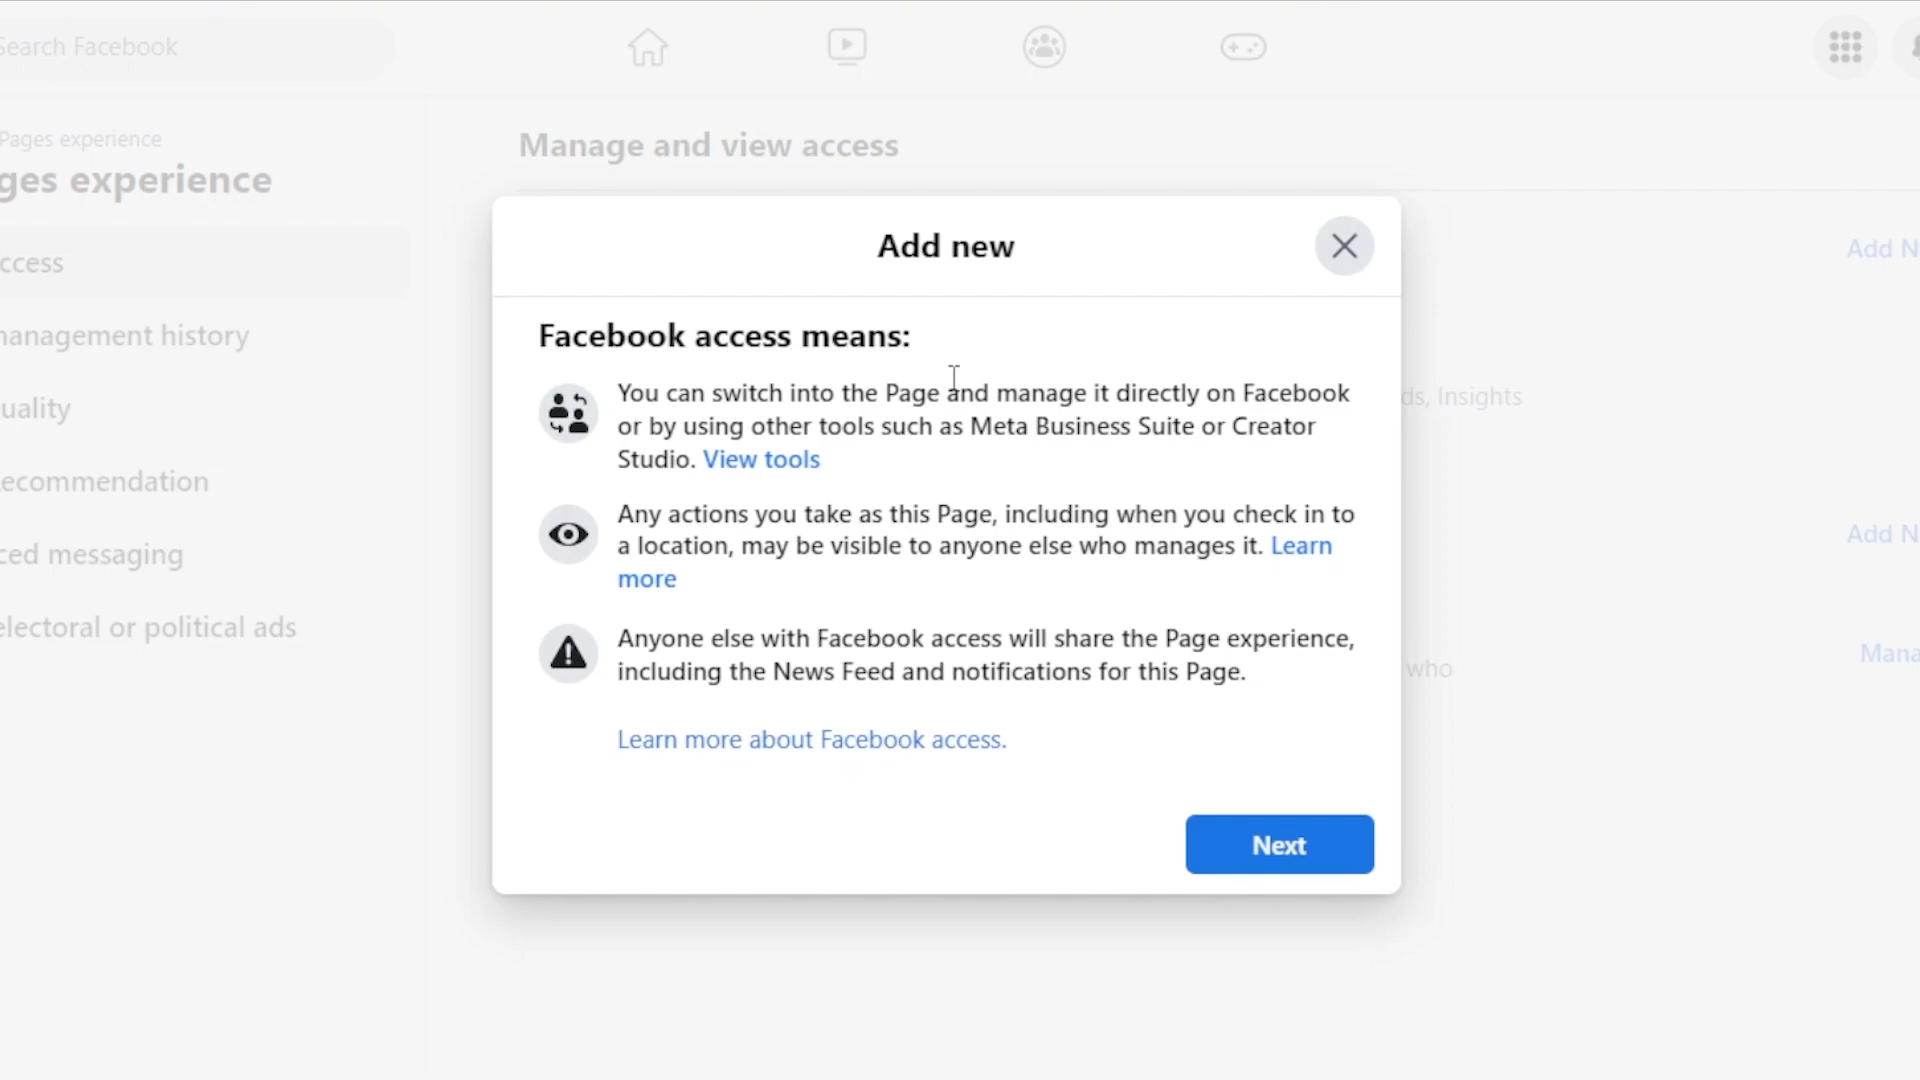 Search Facebook
Pages experience
ges experience
Manage and view access
ccess
management history
uality
ecommendation
ced messaging
electoral or political ads
Add N
ds, Insights
Add N
Mana
who
Add new
Facebook access means:
You can switch into the Page and manage it directly on Facebook
or by using other tools such as Meta Business Suite or Creator
Studio. View tools
Any actions you take as this Page, including when you check in to
a location, may be visible to anyone else who manages it. Learn
more
Anyone else with Facebook access will share the Page experience,
including the News Feed and notifications for this Page.
Learn more about Facebook access.
Next